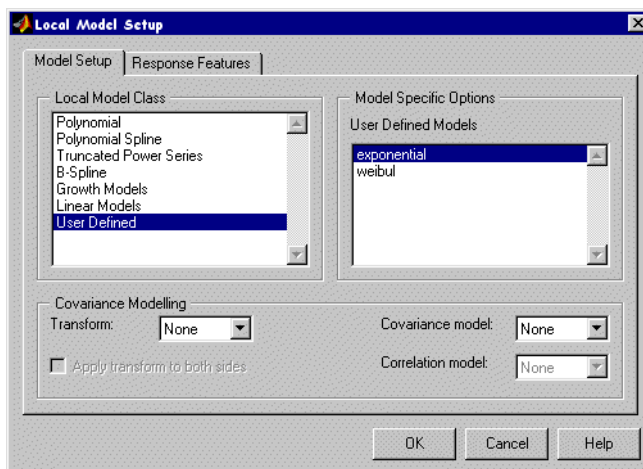 Local Model Setup
Model Setup
Response Features
Local Model Class
Polynomial
Polynomial Spline
Truncated Power Series
B-Spline
Growth Models
Linear Models
User Defined
Model Specific Options
User Defined Models
exponential
weibul
Covariance Modelling
Transform:
None
Apply transform to both sides
Covariance model:
None
Correlation model:
None
OK
Cancel
Help